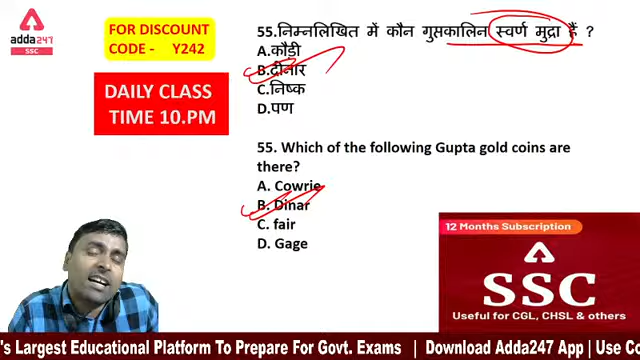 adda247
SSC
FOR DISCOUNT
CODE - Y242
DAILY CLASS
TIME 10.PM
55.निम्नलिखित में कौन गुप्तकालिन स्वर्ण मुद्रा हैं ?
A.कौड़ी
B.दीनार
C.निष्क
D.पण
55. Which of the following Gupta gold coins are
there?
A. Cowrie
B. Dinar
C. fair
D. Gage
12 Months Subscription
SSC
Useful for CGL, CHSL & others
's Largest Educational Platform To Prepare For Govt. Exams | Download Adda247 App | Use Co